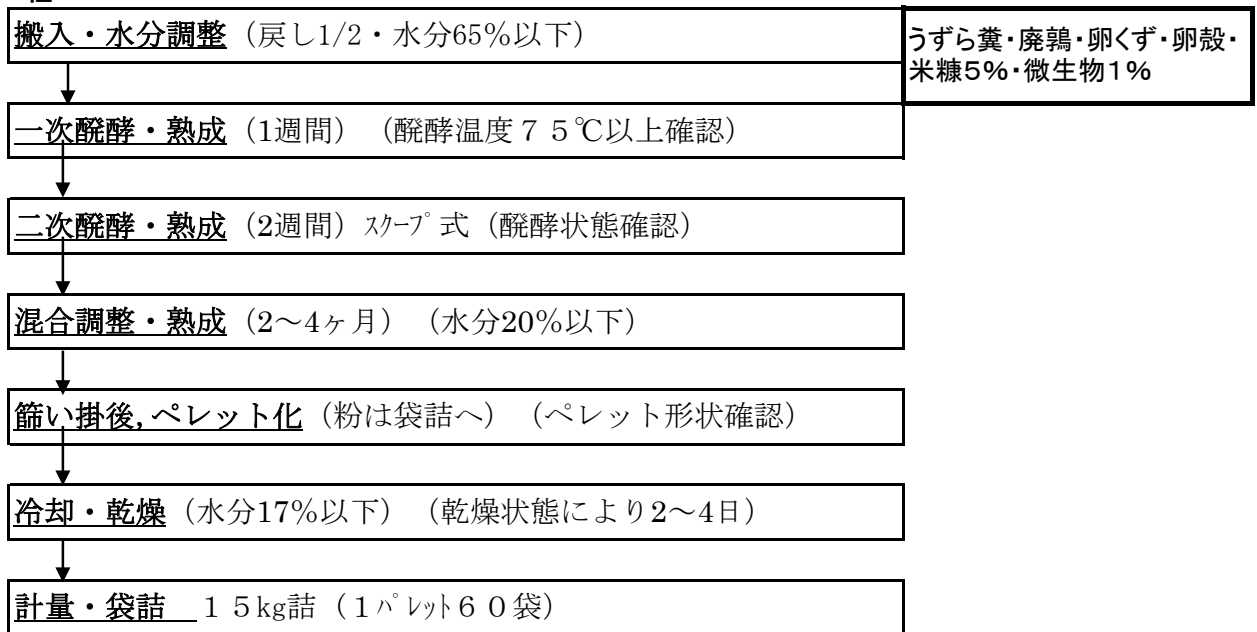 搬入・水分調整（戻し1/2・水分65％以下）
うずら糞・廃鶉・卵くず・卵殻・
米糠５％・微生物１％
一次醗酵・熟成（1週間）（醗酵温度７５℃以上確認）
二次醗酵・熟成（2週間）ｽｸｰﾌﾟ式（醗酵状態確認）
混合調整・熟成（2～4ヶ月）（水分20％以下）
篩い掛後,ペレット化（粉は袋詰へ）（ペレット形状確認）
冷却・乾燥（水分17％以下）（乾燥状態により2～4日）
計量・袋詰　１５kg詰（１ﾊﾟﾚｯﾄ６０袋）